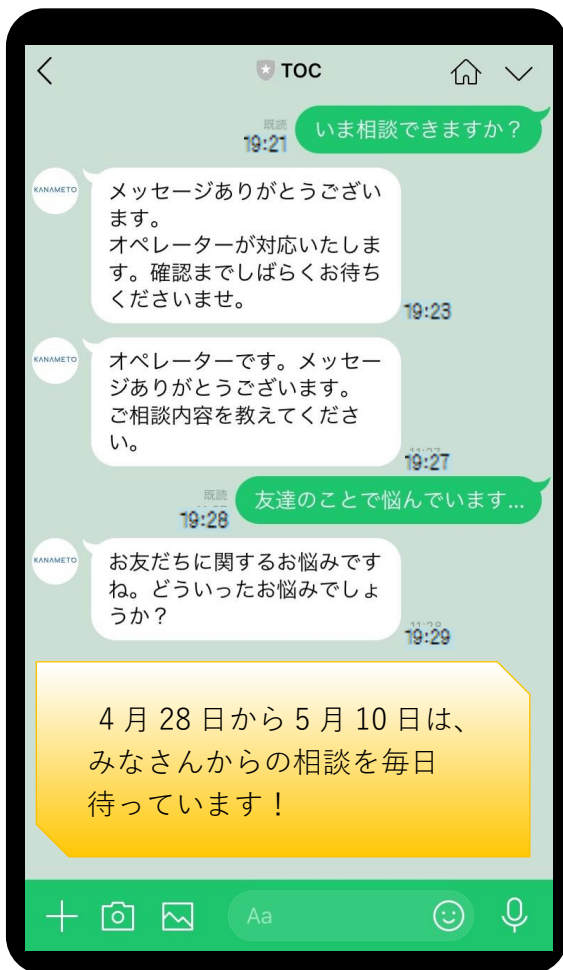 TOC
既読
19:21
いま相談できますか？
KANAMETO
メッセージありがとうござい
ます。
オペレーターが対応いたしま
す。確認までしばらくお待ち
くださいませ。
19:23
KANAMETO
オペレーターです。メッセー
ジありがとうございます。
ご相談内容を教えてくださ
い。
19:27
既読
19:28
友達のことで悩んでいます...
KANAMETO
お友だちに関するお悩みです
ね。どういったお悩みでしょ
うか？
19:29
4月28日から5月10日は、
みなさんからの相談を毎日
待っています！
Aa